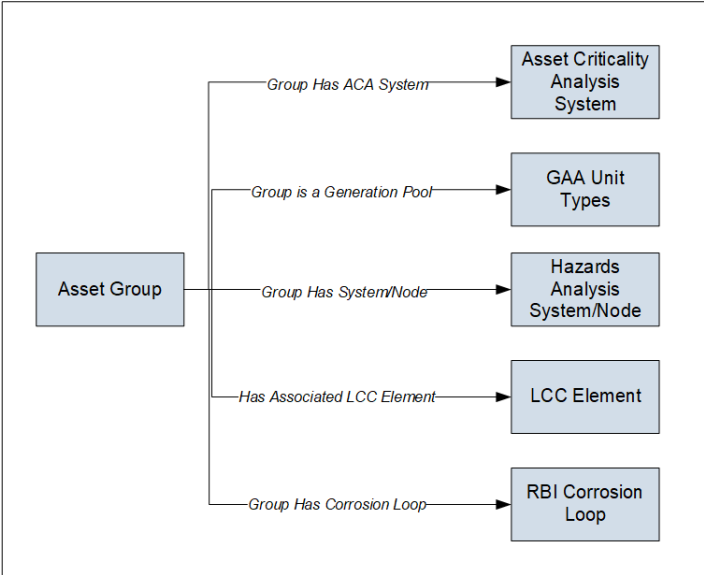 Group Has ACA System
Asset Criticality
Analysis
System
Group is a Generation Pool
GAA Unit
Types
Asset Group
Group Has System/Node
Hazards
Analysis
System/Node
Has Associated LCC Element
LCC Element
Group Has Corrosion Loop
RBI Corrosion
Loop